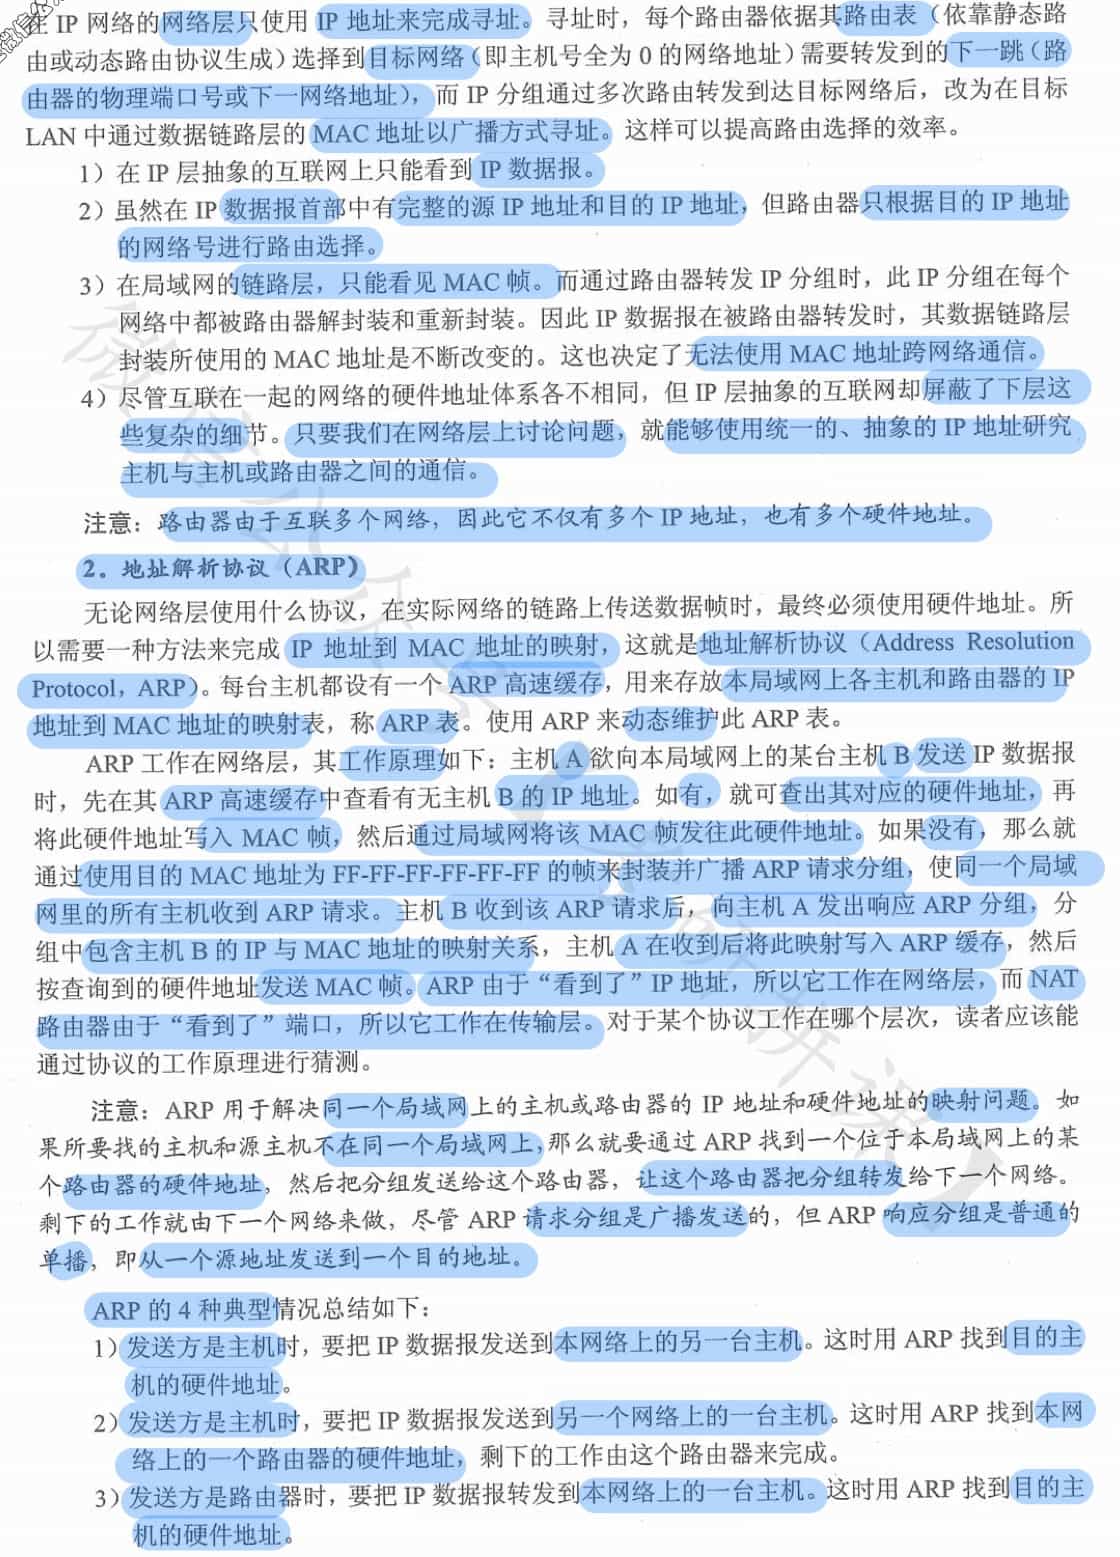 在 IP 网络的网络层只使用 IP 地址来完成寻址。寻址时，每个路由器依据其路由表（依靠静态路
由或动态路由协议生成）选择到目标网络（即主机号全为 0 的网络地址）需要转发到的下一跳（路
由器的物理端口号或下一网络地址），而 IP 分组通过多次路由转发到达目标网络后，改为在目标
LAN 中通过数据链路层的 MAC 地址以广播方式寻址。这样可以提高路由选择的效率。
1）在 IP 层抽象的互联网上只能看到 IP 数据报。
2）虽然在 IP 数据报首部中有完整的源 IP 地址和目的 IP 地址，但路由器只根据目的 IP 地址
的网络号进行路由选择。
3）在局域网的链路层，只能看见 MAC 帧。而通过路由器转发 IP 分组时，此 IP 分组在每个
网络中都被路由器解封装和重新封装。因此 IP 数据报在被路由器转发时，其数据链路层
封装所使用的 MAC 地址是不断改变的。这也决定了无法使用 MAC 地址跨网络通信。
4）尽管互联在一起的网络的硬件地址体系各不相同，但 IP 层抽象的互联网却屏蔽了下层这
些复杂的细节。只要我们在网络层上讨论问题，就能够使用统一的、抽象的 IP 地址研究
主机与主机或路由器之间的通信。
注意：路由器由于互联多个网络，因此它不仅有多个 IP 地址，也有多个硬件地址。
2。地址解析协议（ARP）
无论网络层使用什么协议，在实际网络的链路上传送数据帧时，最终必须使用硬件地址。所
以需要一种方法来完成 IP 地址到 MAC 地址的映射，这就是地址解析协议（Address Resolution
Protocol，ARP）。每台主机都设有一个 ARP 高速缓存，用来存放本局域网上各主机和路由器的 IP
地址到 MAC 地址的映射表，称 ARP 表。使用 ARP 来动态维护此 ARP 表。
ARP 工作在网络层，其工作原理如下：主机 A 欲向本局域网上的某台主机 B 发送 IP 数据报
时，先在其 ARP 高速缓存中查看有无主机 B 的 IP 地址。如有，就可查出其对应的硬件地址，再
将此硬件地址写入 MAC 帧，然后通过局域网将该 MAC 帧发往此硬件地址。如果没有，那么就
通过使用目的 MAC 地址为 FF-FF-FF-FF-FF-FF 的帧来封装并广播 ARP 请求分组，使同一个局域
网里的所有主机收到 ARP 请求。主机 B 收到该 ARP 请求后，向主机 A 发出响应 ARP 分组，分
组中包含主机 B 的 IP 与 MAC 地址的映射关系，主机 A 在收到后将此映射写入 ARP 缓存，然后
按查询到的硬件地址发送 MAC 帧。ARP 由于“看到了”IP 地址，所以它工作在网络层，而 NAT
路由器由于“看到了”端口，所以它工作在传输层。对于某个协议工作在哪个层次，读者应该能
通过协议的工作原理进行猜测。
注意：ARP 用于解决同一个局域网上的主机或路由器的 IP 地址和硬件地址的映射问题。如
果所要找的主机和源主机不在同一个局域网上，那么就要通过 ARP 找到一个位于本局域网上的某
个路由器的硬件地址，然后把分组发送给这个路由器，让这个路由器把分组转发给下一个网络。
剩下的工作就由下一个网络来做，尽管 ARP 请求分组是广播发送的，但 ARP 响应分组是普通的
单播，即从一个源地址发送到一个目的地址。
ARP 的 4 种典型情况总结如下：
1）发送方是主机时，要把 IP 数据报发送到本网络上的另一台主机。这时用 ARP 找到目的主
机的硬件地址。
2）发送方是主机时，要把 IP 数据报发送到另一个网络上的一台主机。这时用 ARP 找到本网
络上的一个路由器的硬件地址，剩下的工作由这个路由器来完成。
3）发送方是路由器时，要把 IP 数据报转发到本网络上的一台主机。这时用 ARP 找到目的主
机的硬件地址。